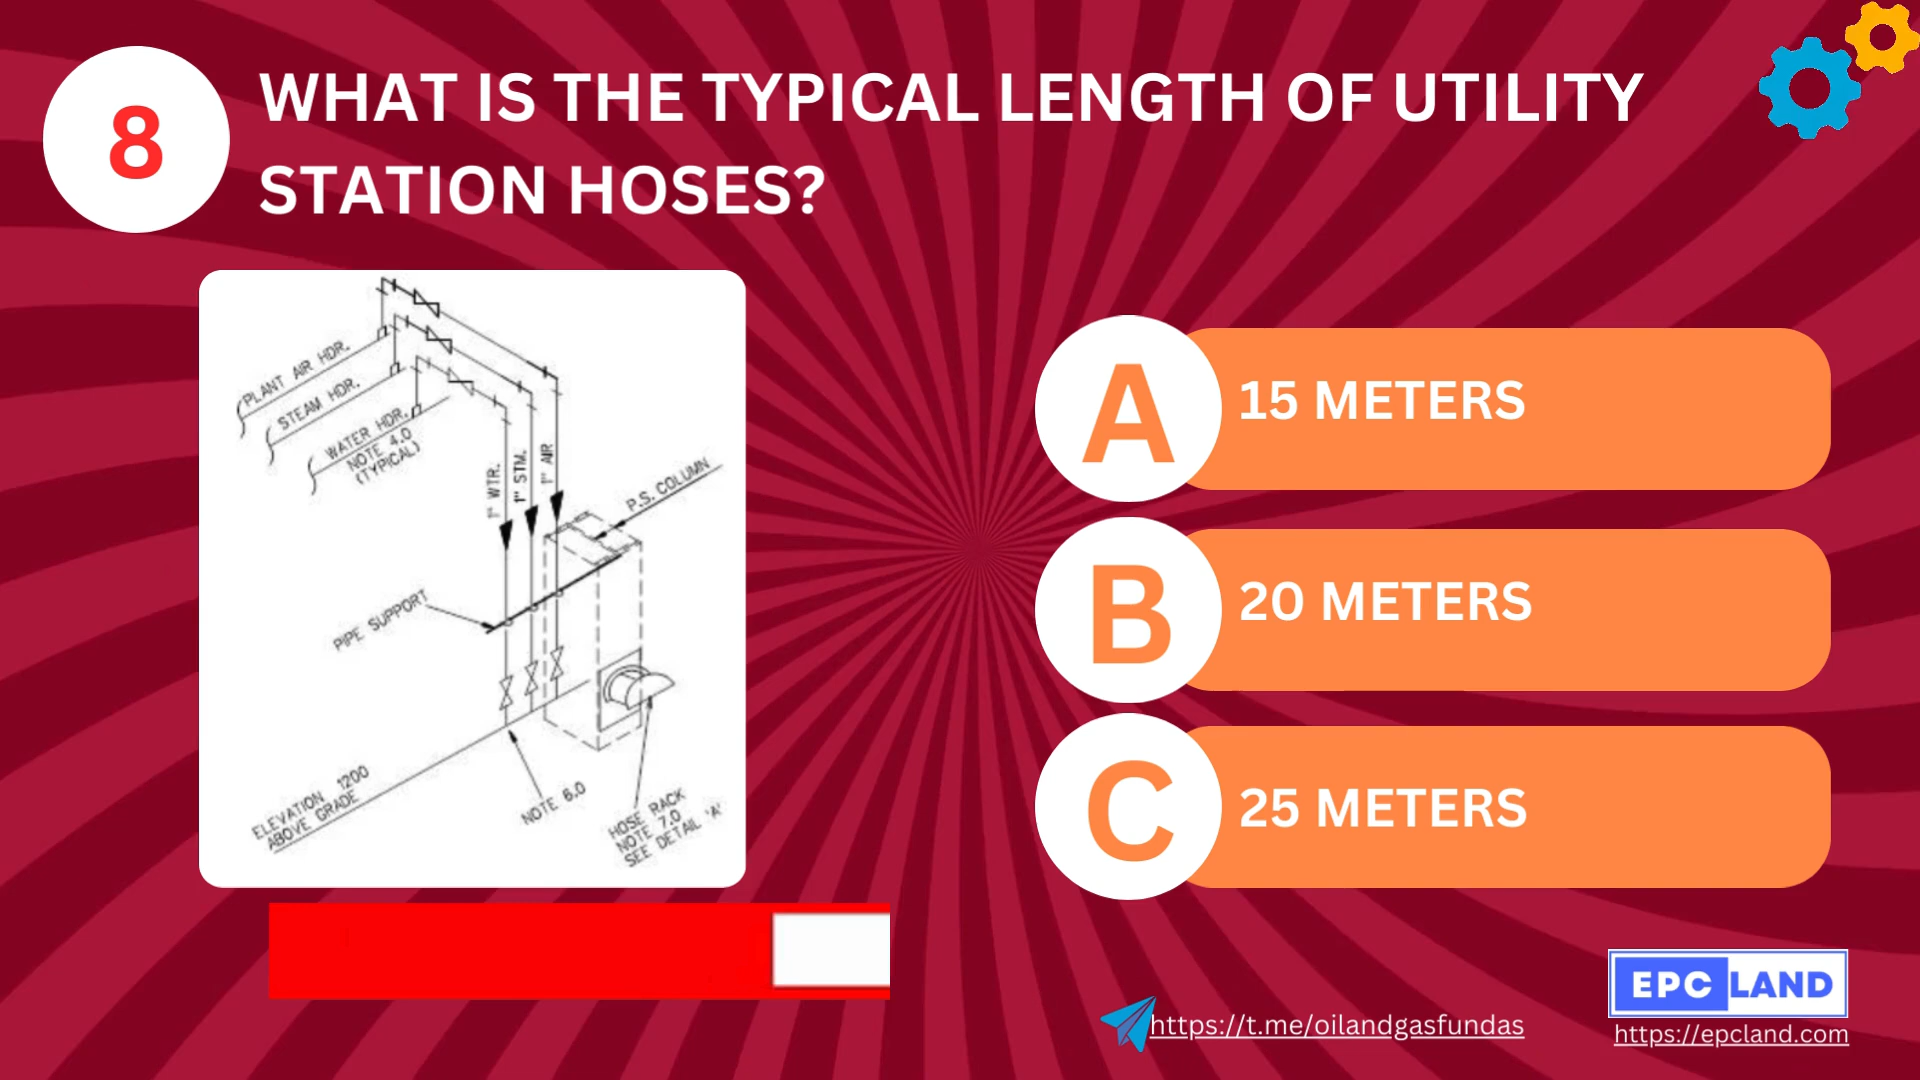 8
WHAT IS THE TYPICAL LENGTH OF UTILITY
STATION HOSES?
PLANT AIR HDR.
STEAM HDR.
WATER HDR.
NOTE 4.0
(TYPICAL)
1" WTR.
1" STM.
1" AIR
P.S. COLUMN
PIPE SUPPORT
ELEVATION 1200
ABOVE GRADE
NOTE 6.0
HOSE RACK
NOTE 7.0
SEE DETAIL 'A'
A
15 METERS
B
20 METERS
C
25 METERS
https://t.me/oilandgasfundas
EPC LAND
https://epcland.com